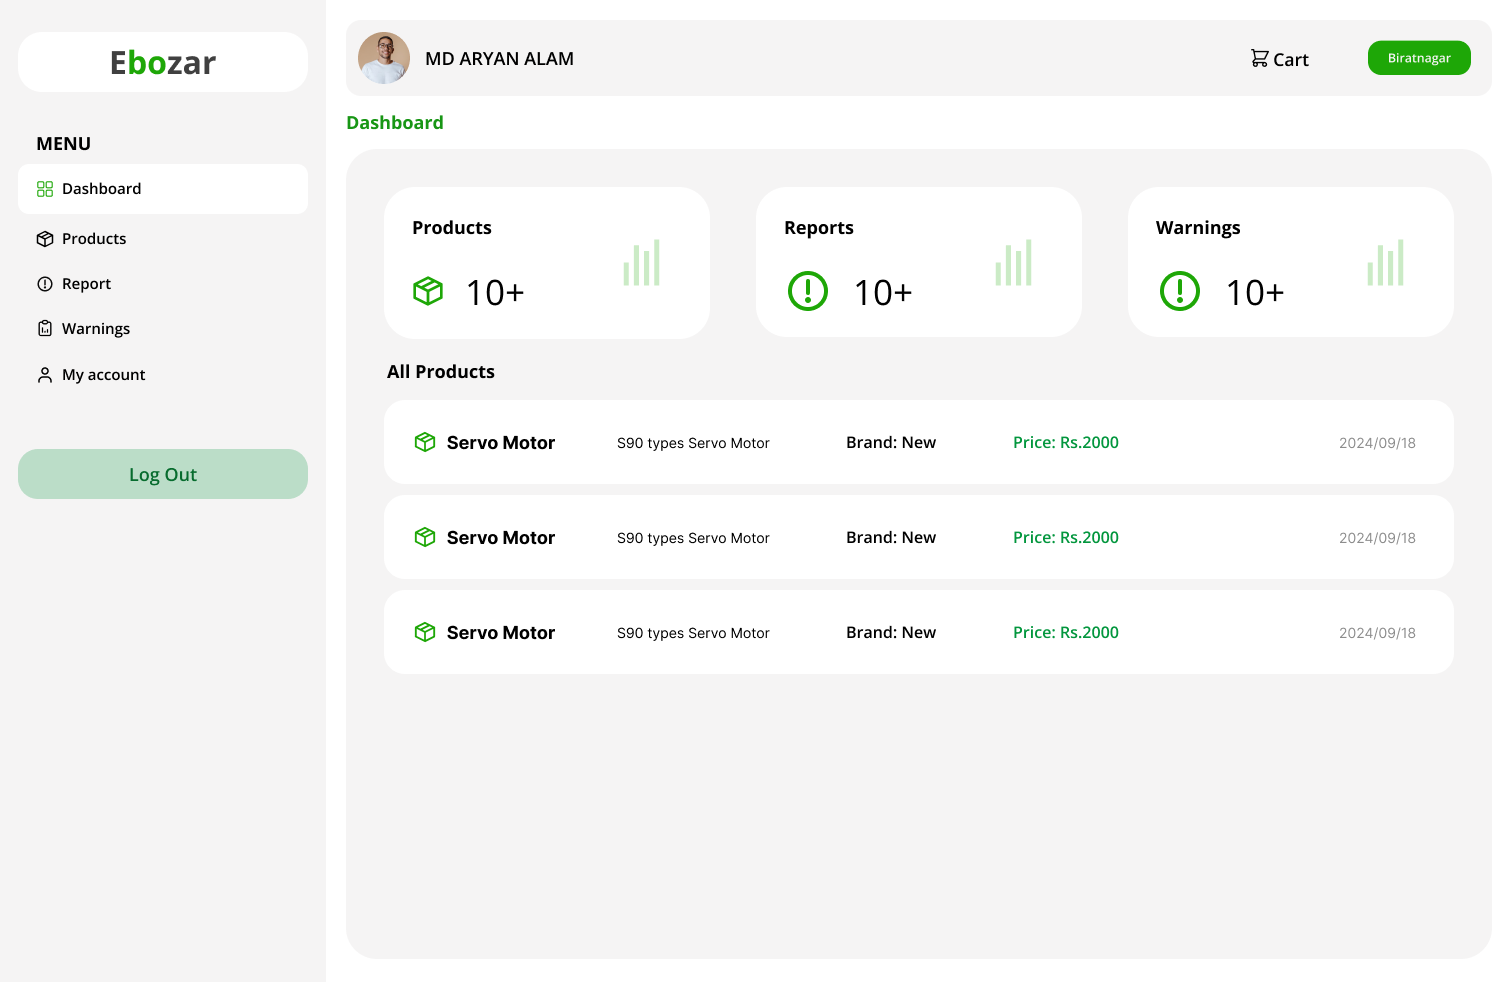 Ebozar
MENU
Dashboard
Products
Report
Warnings
My account
Log Out
MD ARYAN ALAM
Cart
Biratnagar
Dashboard
Products
10+
Reports
10+
Warnings
10+
All Products
Servo Motor S90 types Servo Motor Brand: New Price: Rs.2000 2024/09/18
Servo Motor S90 types Servo Motor Brand: New Price: Rs.2000 2024/09/18
Servo Motor S90 types Servo Motor Brand: New Price: Rs.2000 2024/09/18